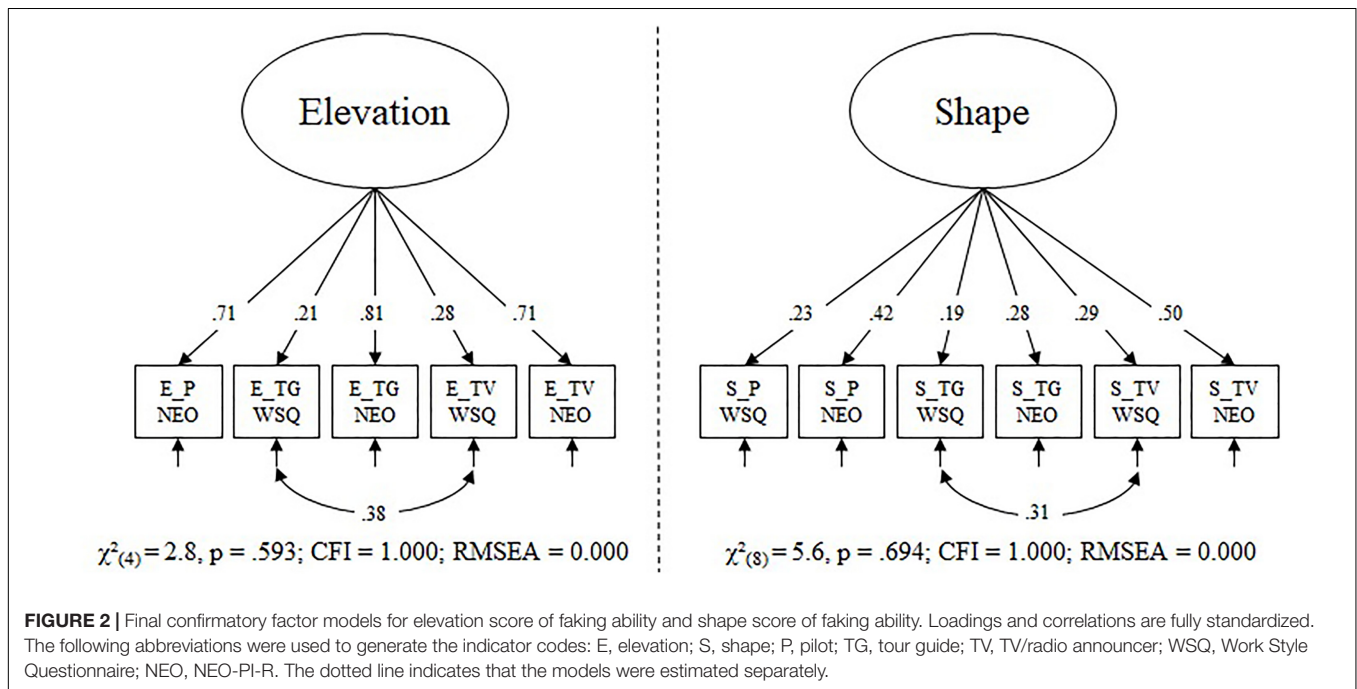 Elevation
Shape
.71 .21 .81 .28 .71
.23 .42 .19 .28 .29 .50
E_P
NEO
E_TG
WSQ
E_TG
NEO
E_TV
WSQ
E_TV
NEO
S_P
WSQ
S_P
NEO
S_TG
WSQ
S_TG
NEO
S_TV
WSQ
S_TV
NEO
.38
.31
χ²₍₄₎ = 2.8, p = .593; CFI = 1.000; RMSEA = 0.000
χ²₍₈₎ = 5.6, p = .694; CFI = 1.000; RMSEA = 0.000
FIGURE 2 | Final confirmatory factor models for elevation score of faking ability and shape score of faking ability. Loadings and correlations are fully standardized.
The following abbreviations were used to generate the indicator codes: E, elevation; S, shape; P, pilot; TG, tour guide; TV, TV/radio announcer; WSQ, Work Style
Questionnaire; NEO, NEO-PI-R. The dotted line indicates that the models were estimated separately.